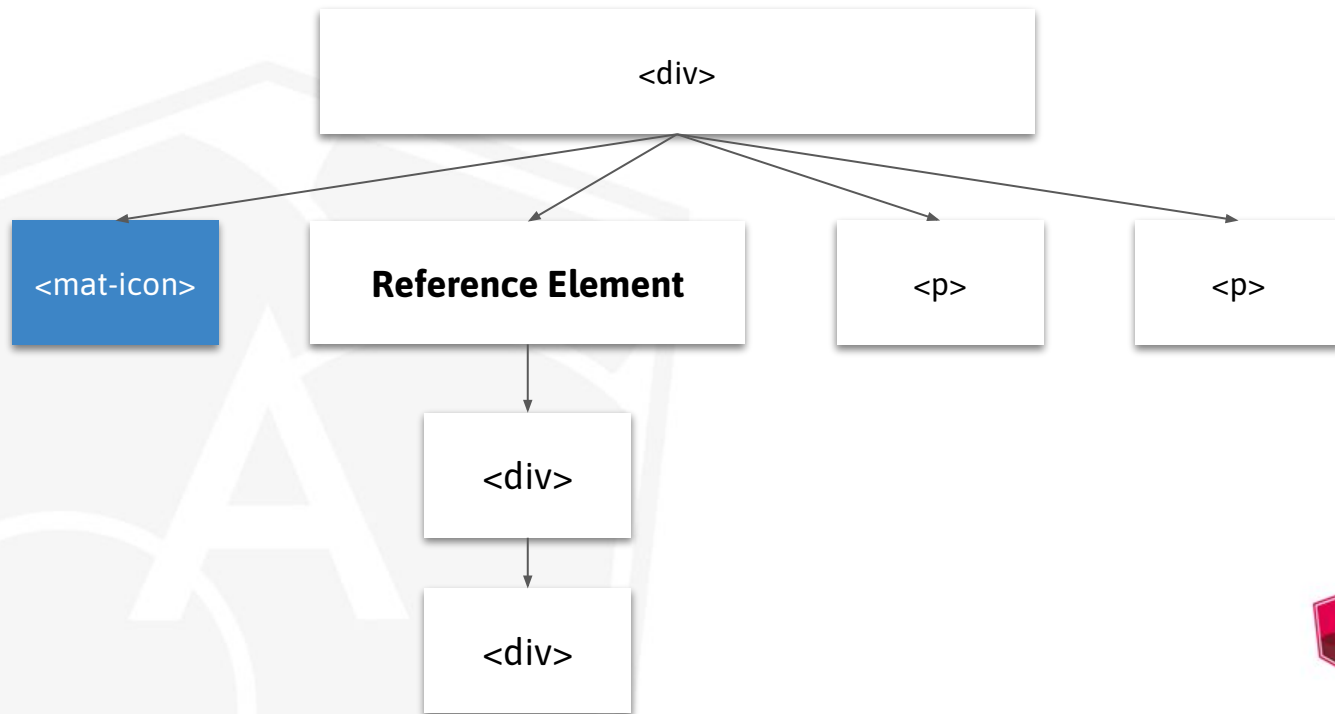 <div>
<mat-icon>
Reference Element
<p>
<p>
<div>
<div>
A